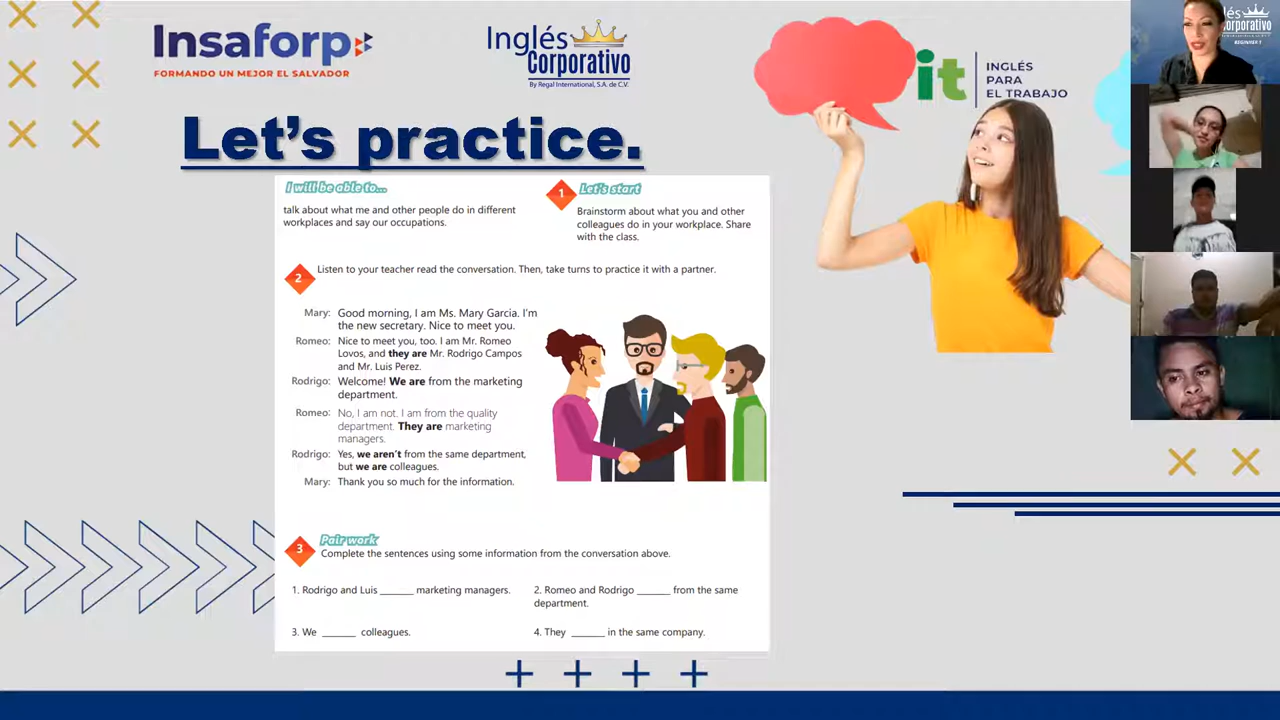 Insaforp
FORMANDO UN MEJOR EL SALVADOR
Inglés
Corporativo
By Regal International, S.A. de C.V.
it
INGLÉS
PARA
EL TRABAJO
Let's practice.
I will be able to...
talk about what me and other people do in different
workplaces and say our occupations.
1
Let's start
Brainstorm about what you and other
colleagues do in your workplace. Share
with the class.
2
Listen to your teacher read the conversation. Then, take turns to practice it with a partner.
Mary: Good morning, I am Ms. Mary Garcia. I'm
the new secretary. Nice to meet you.
Romeo: Nice to meet you, too. I am Mr. Romeo
Lovos, and they are Mr. Rodrigo Campos
and Mr. Luis Perez.
Rodrigo: Welcome! We are from the marketing
department.
Romeo: No, I am not. I am from the quality
department. They are marketing
managers.
Rodrigo: Yes, we aren't from the same department,
but we are colleagues.
Mary: Thank you so much for the information.
3
Pair work
Complete the sentences using some information from the conversation above.
1. Rodrigo and Luis ______ marketing managers.
2. Romeo and Rodrigo ______ from the same
department.
3. We ______ colleagues.
4. They ______ in the same company.
lés
orporativo
BEGINNER 1